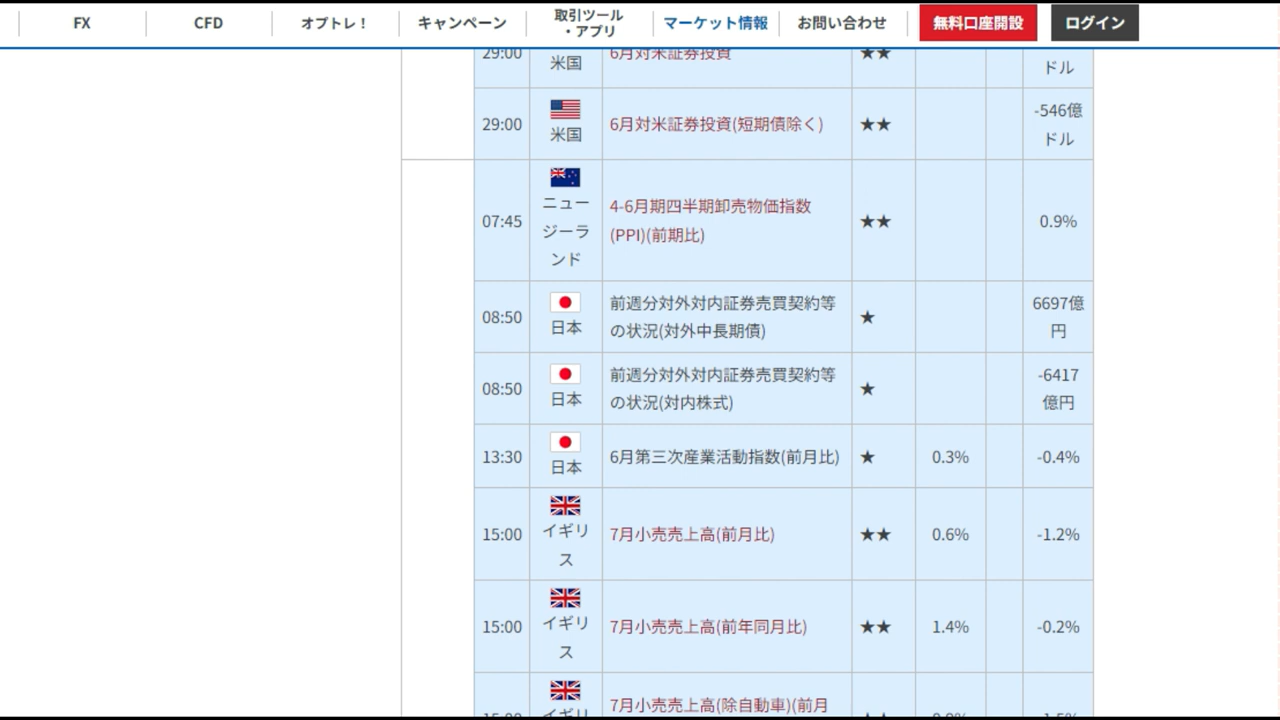 FX
CFD
オプトレ！
キャンペーン
取引ツール
・アプリ
マーケット情報
お問い合わせ
無料口座開設
ログイン
29:00
米国
6月対米証券投資
★★
ドル
29:00
米国
6月対米証券投資(短期債除く)
★★
-546億
ドル
07:45
ニュー
ジーラ
ンド
4-6月期四半期卸売物価指数
(PPI)(前期比)
★★
0.9%
08:50
日本
前週分対外対内証券売買契約等
の状況(対外中長期債)
★
6697億
円
08:50
日本
前週分対外対内証券売買契約等
の状況(対内株式)
★
-6417
億円
13:30
日本
6月第三次産業活動指数(前月比)
★
0.3%
-0.4%
15:00
イギリ
ス
7月小売売上高(前月比)
★★
0.6%
-1.2%
15:00
イギリ
ス
7月小売売上高(前年同月比)
★★
1.4%
-0.2%
イギリ
7月小売売上高(除自動車)(前月